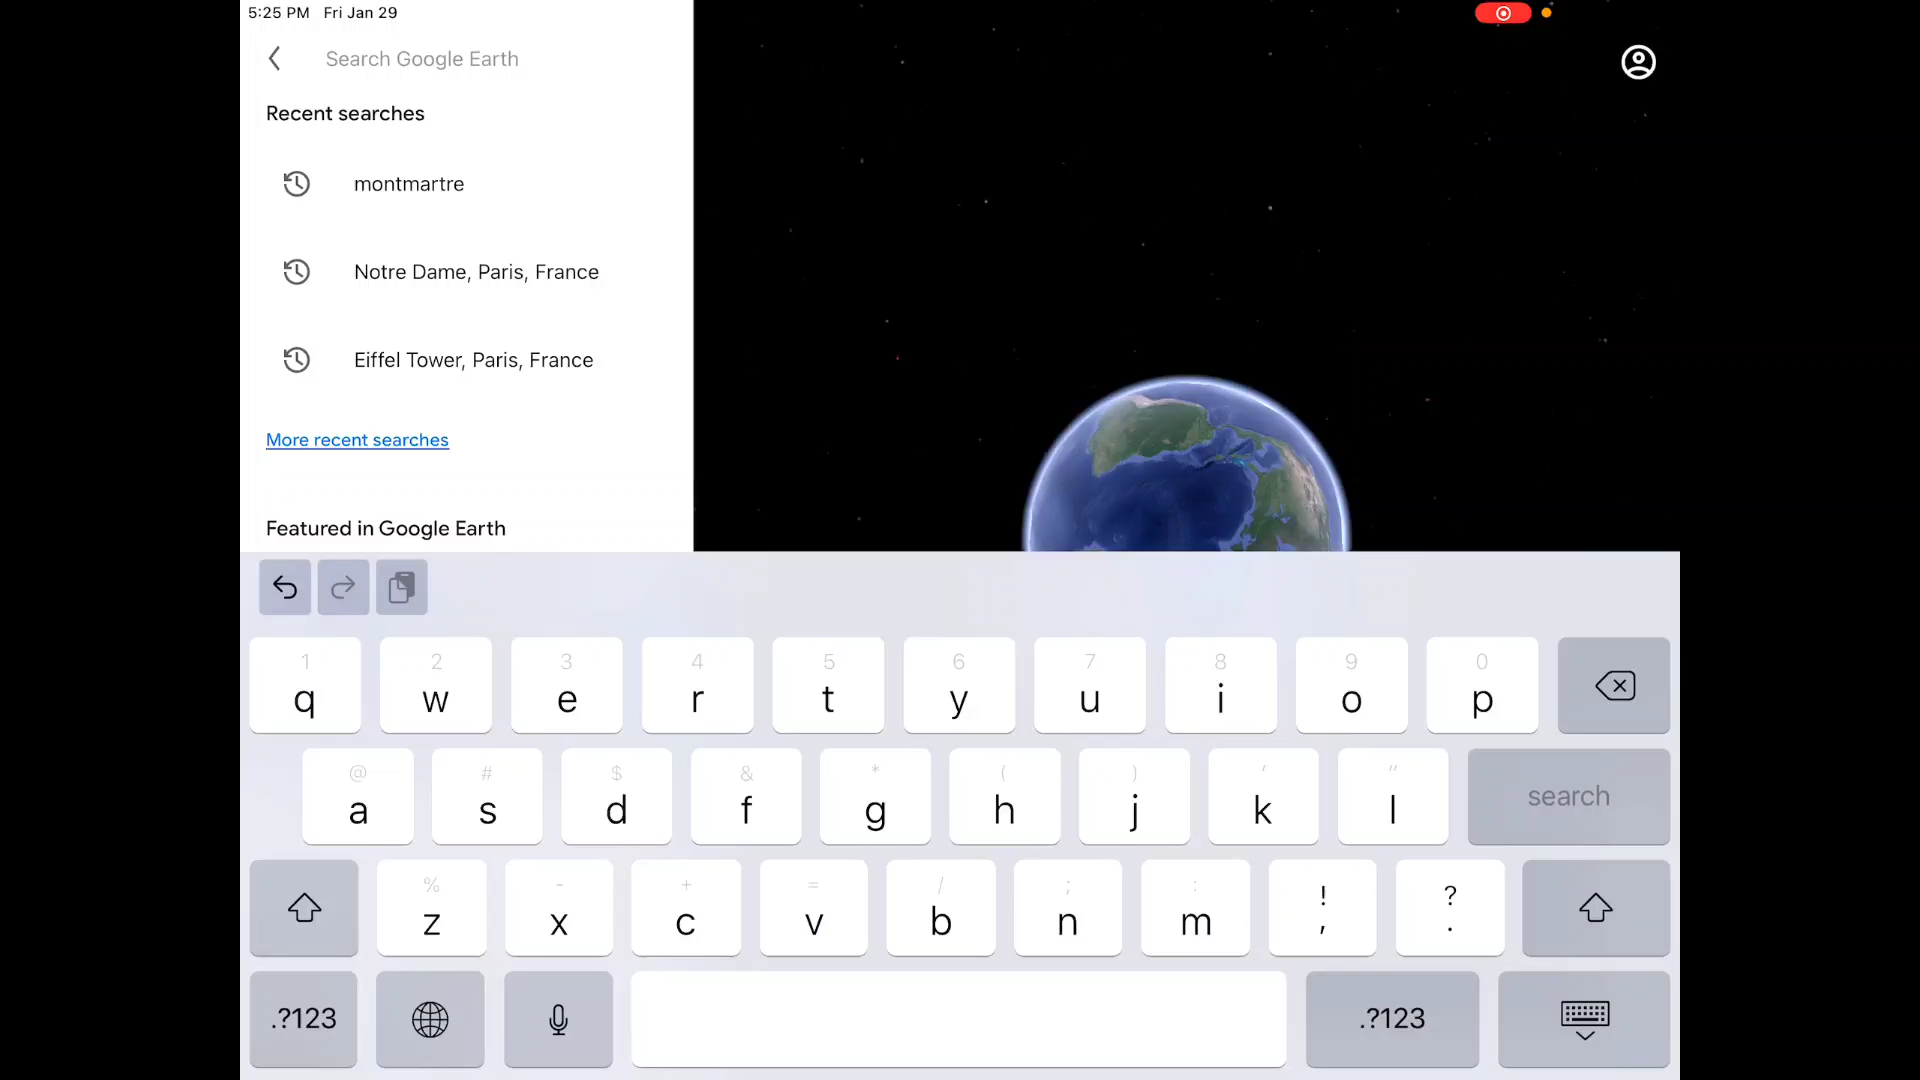 5:25 PM Fri Jan 29
Search Google Earth
Recent searches
montmartre
Notre Dame, Paris, France
Eiffel Tower, Paris, France
More recent searches
Featured in Google Earth
1 2 3 4 5 6 7 8 9 0
q w e r t y u i o p
@ # $ & * ( ) ' "
a s d f g h j k l search
% - + = / ; : ! ?
z x c v b n m , .
.?123 .?123